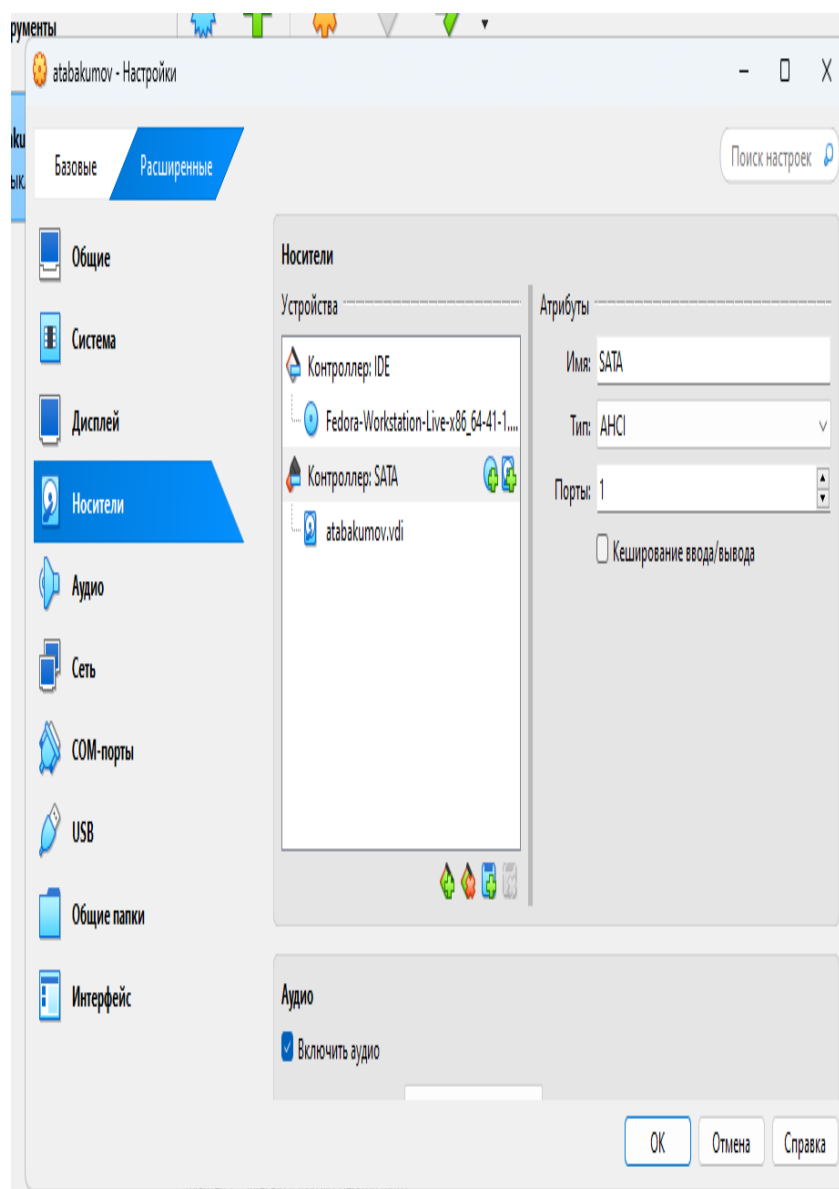 рументы
atabakumov - Настройки
Базовые
Расширенные
Поиск настроек
Общие
Система
Дисплей
Носители
Аудио
Сеть
COM-порты
USB
Общие папки
Интерфейс
Носители
Устройства
Контроллер: IDE
Fedora-Workstation-Live-x86_64-41-1....
Контроллер: SATA
atabakumov.vdi
Атрибуты
Имя: SATA
Тип: AHCI
Порты: 1
Кеширование ввода/вывода
Аудио
Включить аудио
OK
Отмена
Справка